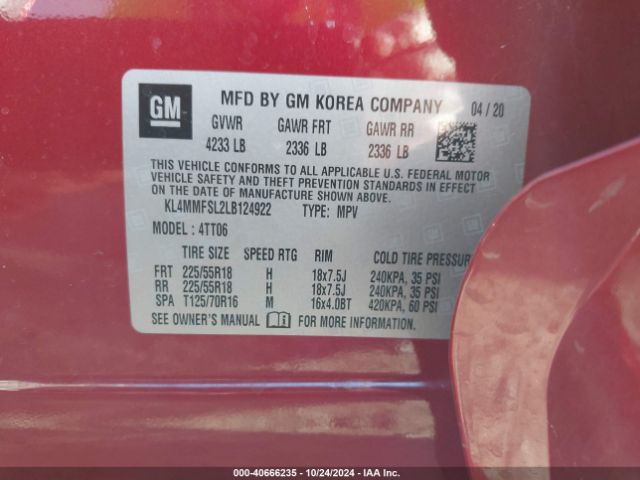 GM
MFD BY GM KOREA COMPANY 04 / 20
GVWR GAWR FRT GAWR RR
4233 LB 2336 LB 2336 LB
THIS VEHICLE CONFORMS TO ALL APPLICABLE U.S. FEDERAL MOTOR
VEHICLE SAFETY AND THEFT PREVENTION STANDARDS IN EFFECT
ON THE DATE OF MANUFACTURE SHOWN ABOVE.
KL4MMFSL2LB124922 TYPE: MPV
MODEL : 4TT06
TIRE SIZE SPEED RTG RIM COLD TIRE PRESSURE
FRT 225/55R18 H 18x7.5J 240KPA, 35 PSI
RR 225/55R18 H 18x7.5J 240KPA, 35 PSI
SPA T125/70R16 M 16x4.0BT 420KPA, 60 PSI
SEE OWNER'S MANUAL FOR MORE INFORMATION.
000-40666235 - 10/24/2024 - IAA Inc.